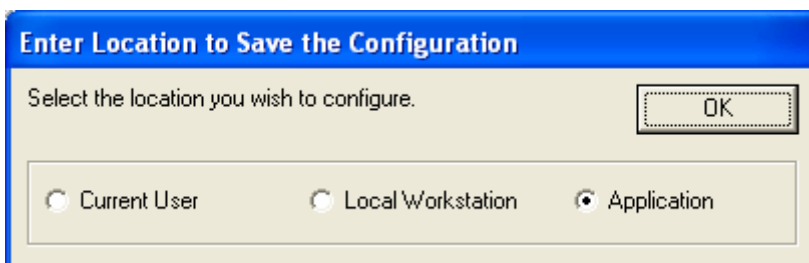 Enter Location to Save the Configuration
Select the location you wish to configure.
OK
Current User Local Workstation Application